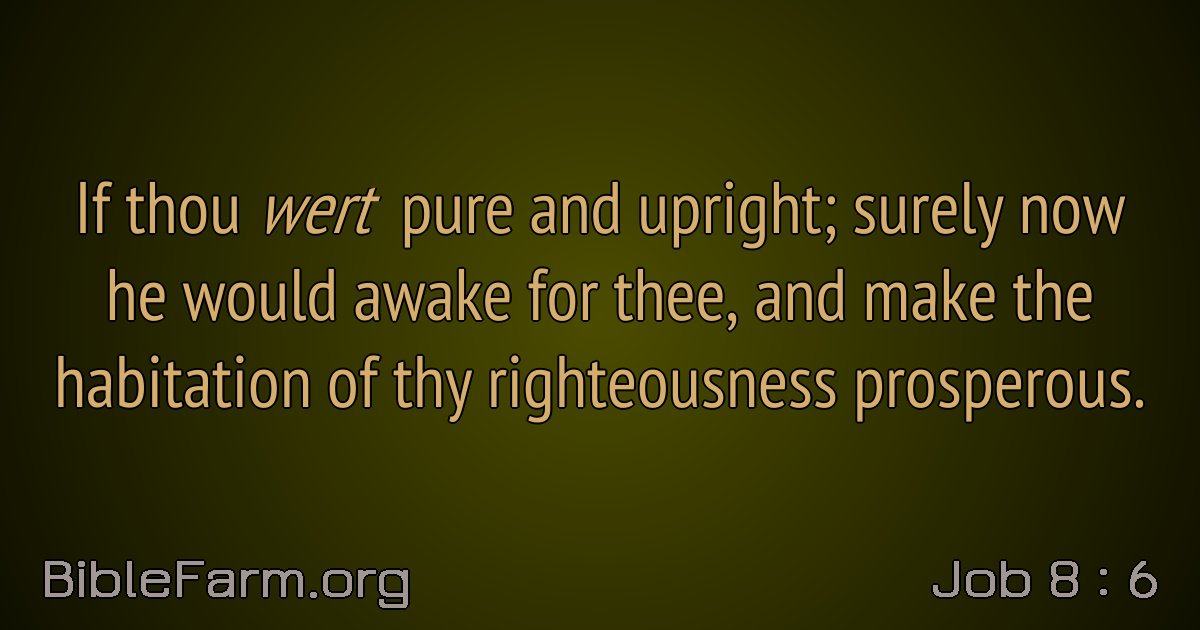 If thou wert pure and upright; surely now
he would awake for thee, and make the
habitation of thy righteousness prosperous.
BibleFarm.org
Job 8 : 6